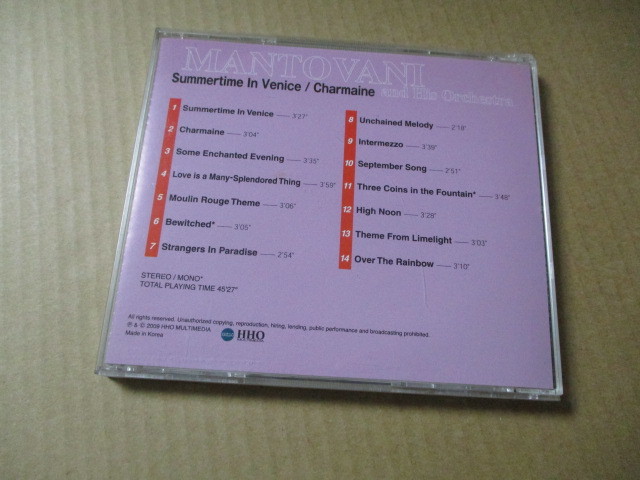 MANTOVANI
and His Orchestra
Summertime In Venice / Charmaine
1 Summertime In Venice 3'27"
2 Charmaine 3'04"
3 Some Enchanted Evening 3'35"
4 Love is a Many-Splendored Thing 3'59"
5 Moulin Rouge Theme 3'06"
6 Bewitched* 3'05"
7 Strangers In Paradise 2'54"
8 Unchained Melody 2'18"
9 Intermezzo 3'39"
10 September Song 2'51"
11 Three Coins in the Fountain* 3'48"
12 High Noon 3'28"
13 Theme From Limelight 3'03"
14 Over The Rainbow 3'10"
STEREO / MONO*
TOTAL PLAYING TIME 45'27"
All rights reserved. Unauthorized copying, reproduction, hiring, lending, public performance and broadcasting prohibited.
℗ & © 2008 HHO MULTIMEDIA
Made in Korea
HHO